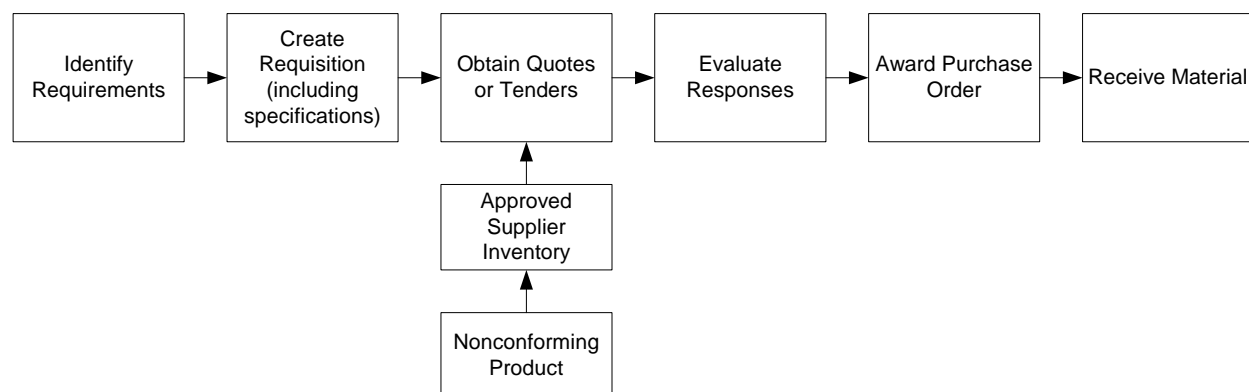 Identify
Requirements
Create
Requisition
(including
specifications)
Obtain Quotes
or Tenders
Evaluate
Responses
Award Purchase
Order
Receive Material
Approved
Supplier
Inventory
Nonconforming
Product